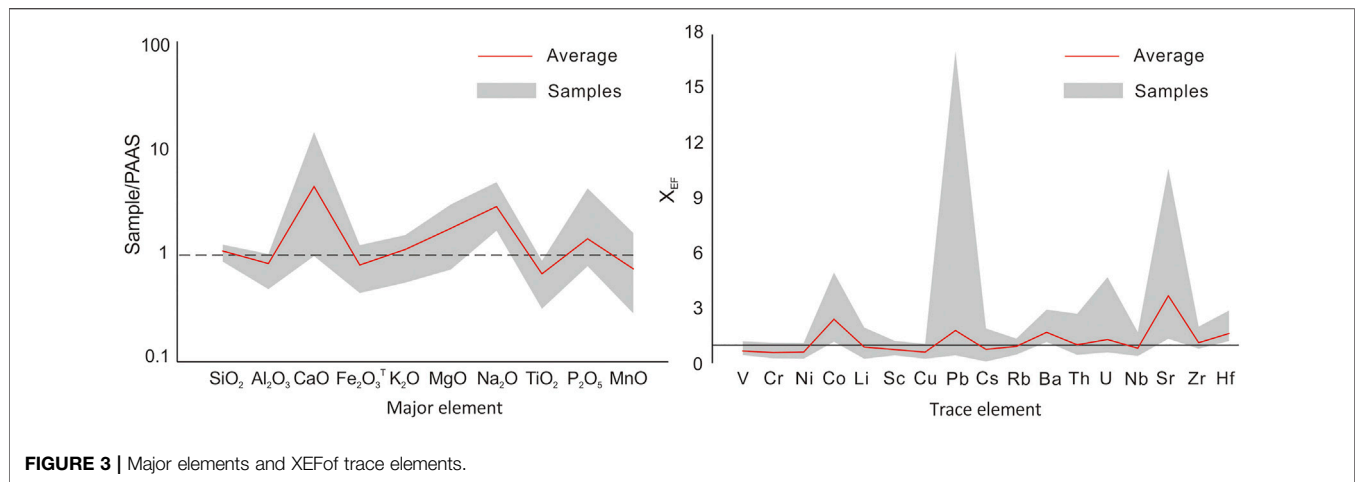 100
10
1
0.1
Sample/PAAS
Average
Samples
SiO₂ Al₂O₃ CaO Fe₂O₃ᵀ K₂O MgO Na₂O TiO₂ P₂O₅ MnO
Major element
18
15
12
9
6
3
0
X_EF
Average
Samples
V Cr Ni Co Li Sc Cu Pb Cs Rb Ba Th U Nb Sr Zr Hf
Trace element
FIGURE 3 | Major elements and XEFof trace elements.